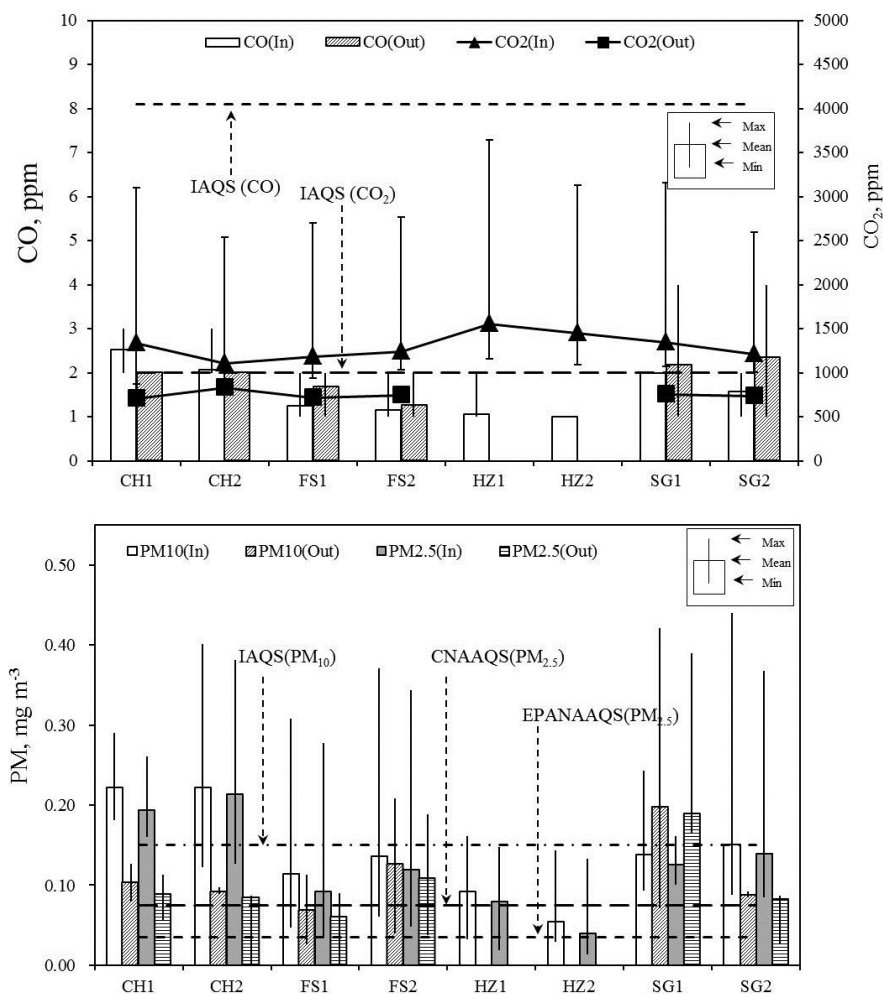 CO(In) CO(Out) CO2(In) CO2(Out)
10
9
8
7
6
5
4
3
2
1
0
CO, ppm
5000
4500
4000
3500
3000
2500
2000
1500
1000
500
0
CO₂, ppm
Max
Mean
Min
IAQS (CO)
IAQS (CO₂)
CH1 CH2 FS1 FS2 HZ1 HZ2 SG1 SG2
PM10(In) PM10(Out) PM2.5(In) PM2.5(Out)
Max
Mean
Min
0.50
0.40
0.30
0.20
0.10
0.00
PM, mg m⁻³
IAQS(PM₁₀)
CNAAQS(PM₂.₅)
EPANAAQS(PM₂.₅)
CH1 CH2 FS1 FS2 HZ1 HZ2 SG1 SG2